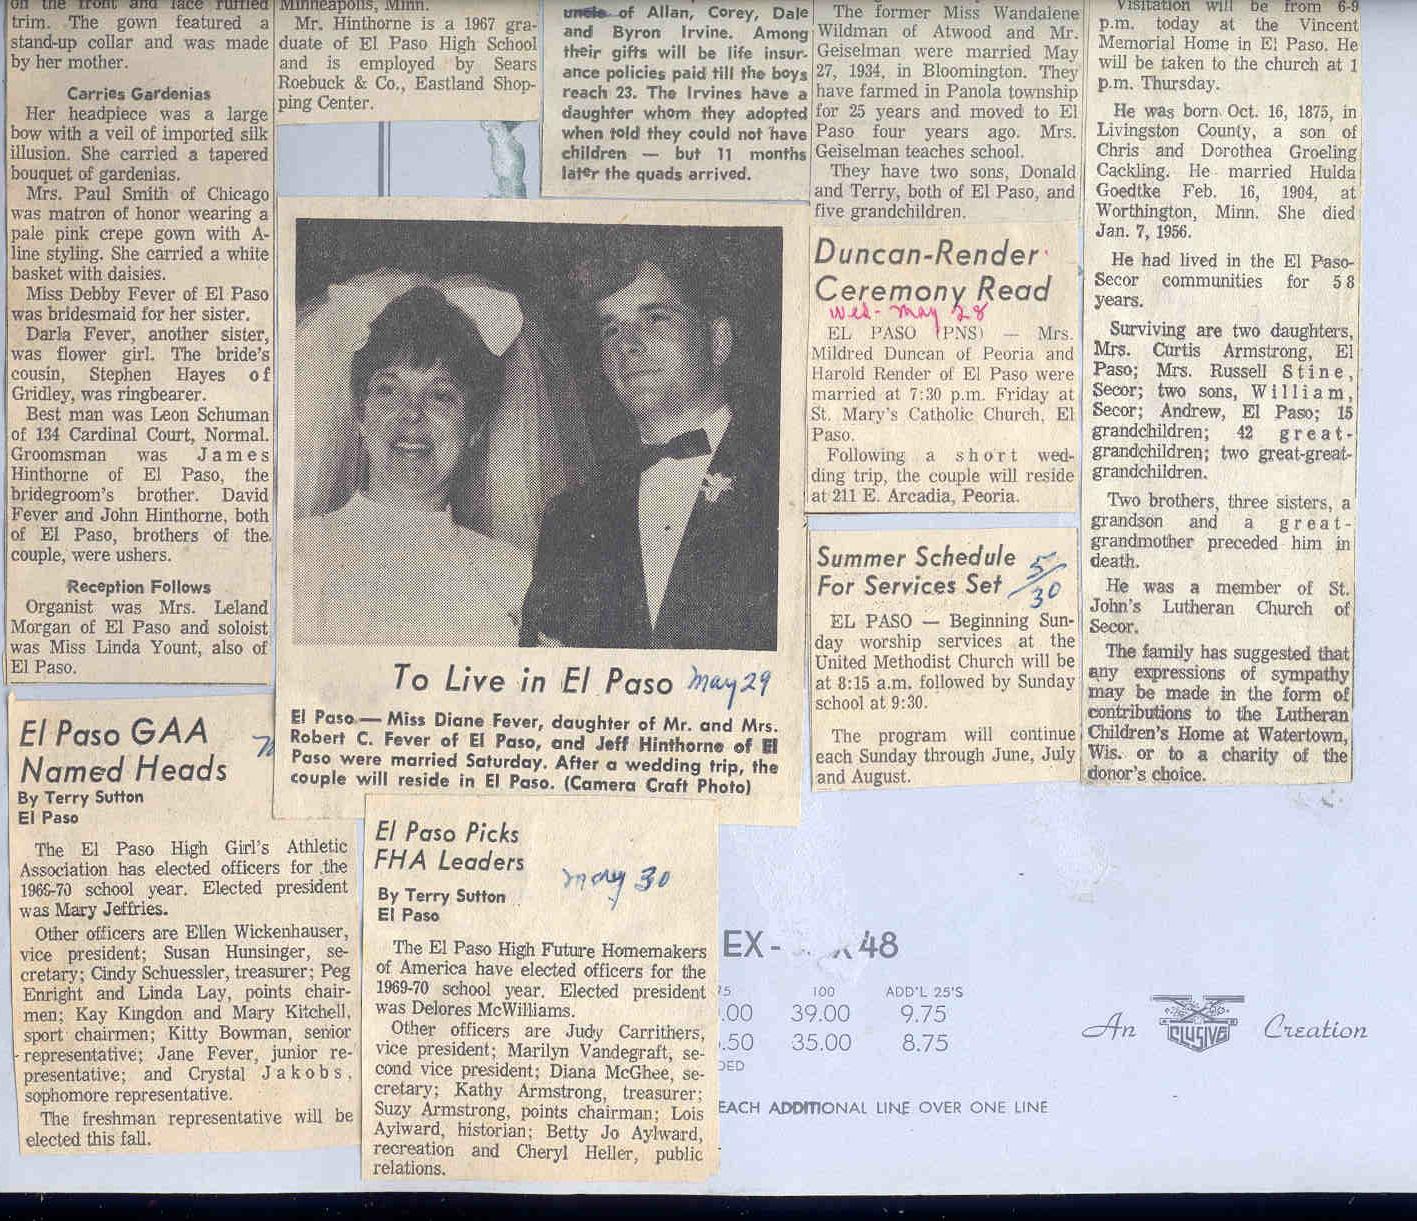 on the front and lace ruffled
trim. The gown featured a
stand-up collar and was made
by her mother.
Carries Gardenias
Her headpiece was a large
bow with a veil of imported silk
illusion. She carried a tapered
bouquet of gardenias.
Mrs. Paul Smith of Chicago
was matron of honor wearing a
pale pink crepe gown with A-
line styling. She carried a white
basket with daisies.
Miss Debby Fever of El Paso
was bridesmaid for her sister.
Darla Fever, another sister,
was flower girl. The bride's
cousin, Stephen Hayes of
Gridley, was ringbearer.
Best man was Leon Schuman
of 134 Cardinal Court, Normal.
Groomsman was James
Hinthorne of El Paso, the
bridegroom's brother. David
Fever and John Hinthorne, both
of El Paso, brothers of the
couple, were ushers.
Reception Follows
Organist was Mrs. Leland
Morgan of El Paso and soloist
was Miss Linda Yount, also of
El Paso.
Minneapolis, Minn.
Mr. Hinthorne is a 1967 gra-
duate of El Paso High School
and is employed by Sears
Roebuck & Co., Eastland Shop-
ping Center.
uncle of Allan, Corey, Dale
and Byron Irvine. Among
their gifts will be life insur-
ance policies paid till the boys
reach 23. The Irvines have a
daughter whom they adopted
when told they could not have
children — but 11 months
later the quads arrived.
The former Miss Wandalene
Wildman of Atwood and Mr.
Geiselman were married May
27, 1934, in Bloomington. They
have farmed in Panola township
for 25 years and moved to El
Paso four years ago. Mrs.
Geiselman teaches school.
They have two sons, Donald
and Terry, both of El Paso, and
five grandchildren.
Visitation will be from 6-9
p.m. today at the Vincent
Memorial Home in El Paso. He
will be taken to the church at 1
p.m. Thursday.
He was born Oct. 16, 1875, in
Livingston County, a son of
Chris and Dorothea Groeling
Cackling. He married Hulda
Goedtke Feb. 16, 1904, at
Worthington, Minn. She died
Jan. 7, 1956.
He had lived in the El Paso-
Secor communities for 58
years.
Surviving are two daughters,
Mrs. Curtis Armstrong, El
Paso; Mrs. Russell Stine,
Secor; two sons, William,
Secor; Andrew, El Paso; 15
grandchildren; 42 great-
grandchildren; two great-great-
grandchildren.
Two brothers, three sisters, a
grandson and a great-
grandmother preceded him in
death.
He was a member of St.
John's Lutheran Church of
Secor.
The family has suggested that
any expressions of sympathy
may be made in the form of
contributions to the Lutheran
Children's Home at Watertown,
Wis. or to a charity of the
donor's choice.
Duncan-Render
Ceremony Read
Wed- May 28
EL PASO (PNS) — Mrs.
Mildred Duncan of Peoria and
Harold Render of El Paso were
married at 7:30 p.m. Friday at
St. Mary's Catholic Church, El
Paso.
Following a short wed-
ding trip, the couple will reside
at 211 E. Arcadia, Peoria.
Summer Schedule
For Services Set
5/30
EL PASO — Beginning Sun-
day worship services at the
United Methodist Church will be
at 8:15 a.m. followed by Sunday
school at 9:30.
The program will continue
each Sunday through June, July
and August.
To Live in El Paso May 29
El Paso — Miss Diane Fever, daughter of Mr. and Mrs.
Robert C. Fever of El Paso, and Jeff Hinthorne of El
Paso were married Saturday. After a wedding trip, the
couple will reside in El Paso. (Camera Craft Photo)
El Paso GAA
Named Heads
By Terry Sutton
El Paso
The El Paso High Girl's Athletic
Association has elected officers for the
1969-70 school year. Elected president
was Mary Jeffries.
Other officers are Ellen Wickenhauser,
vice president; Susan Hunsinger, se-
cretary; Cindy Schuessler, treasurer; Peg
Enright and Linda Lay, points chair-
men; Kay Kingdon and Mary Kitchell,
sport chairmen; Kitty Bowman, senior
representative; Jane Fever, junior re-
presentative; and Crystal Jakobs,
sophomore representative.
The freshman representative will be
elected this fall.
El Paso Picks
FHA Leaders
May 30
By Terry Sutton
El Paso
The El Paso High Future Homemakers
of America have elected officers for the
1969-70 school year. Elected president
was Delores McWilliams.
Other officers are Judy Carrithers,
vice president; Marilyn Vandegraft, se-
cond vice president; Diana McGhee, se-
cretary; Kathy Armstrong, treasurer;
Suzy Armstrong, points chairman; Lois
Aylward, historian; Betty Jo Aylward,
recreation and Cheryl Heller, public
relations.
EX- 48
75 100 ADD'L 25'S
.00 39.00 9.75
.50 35.00 8.75
DED
EACH ADDITIONAL LINE OVER ONE LINE
An EXCLUSIVE Creation